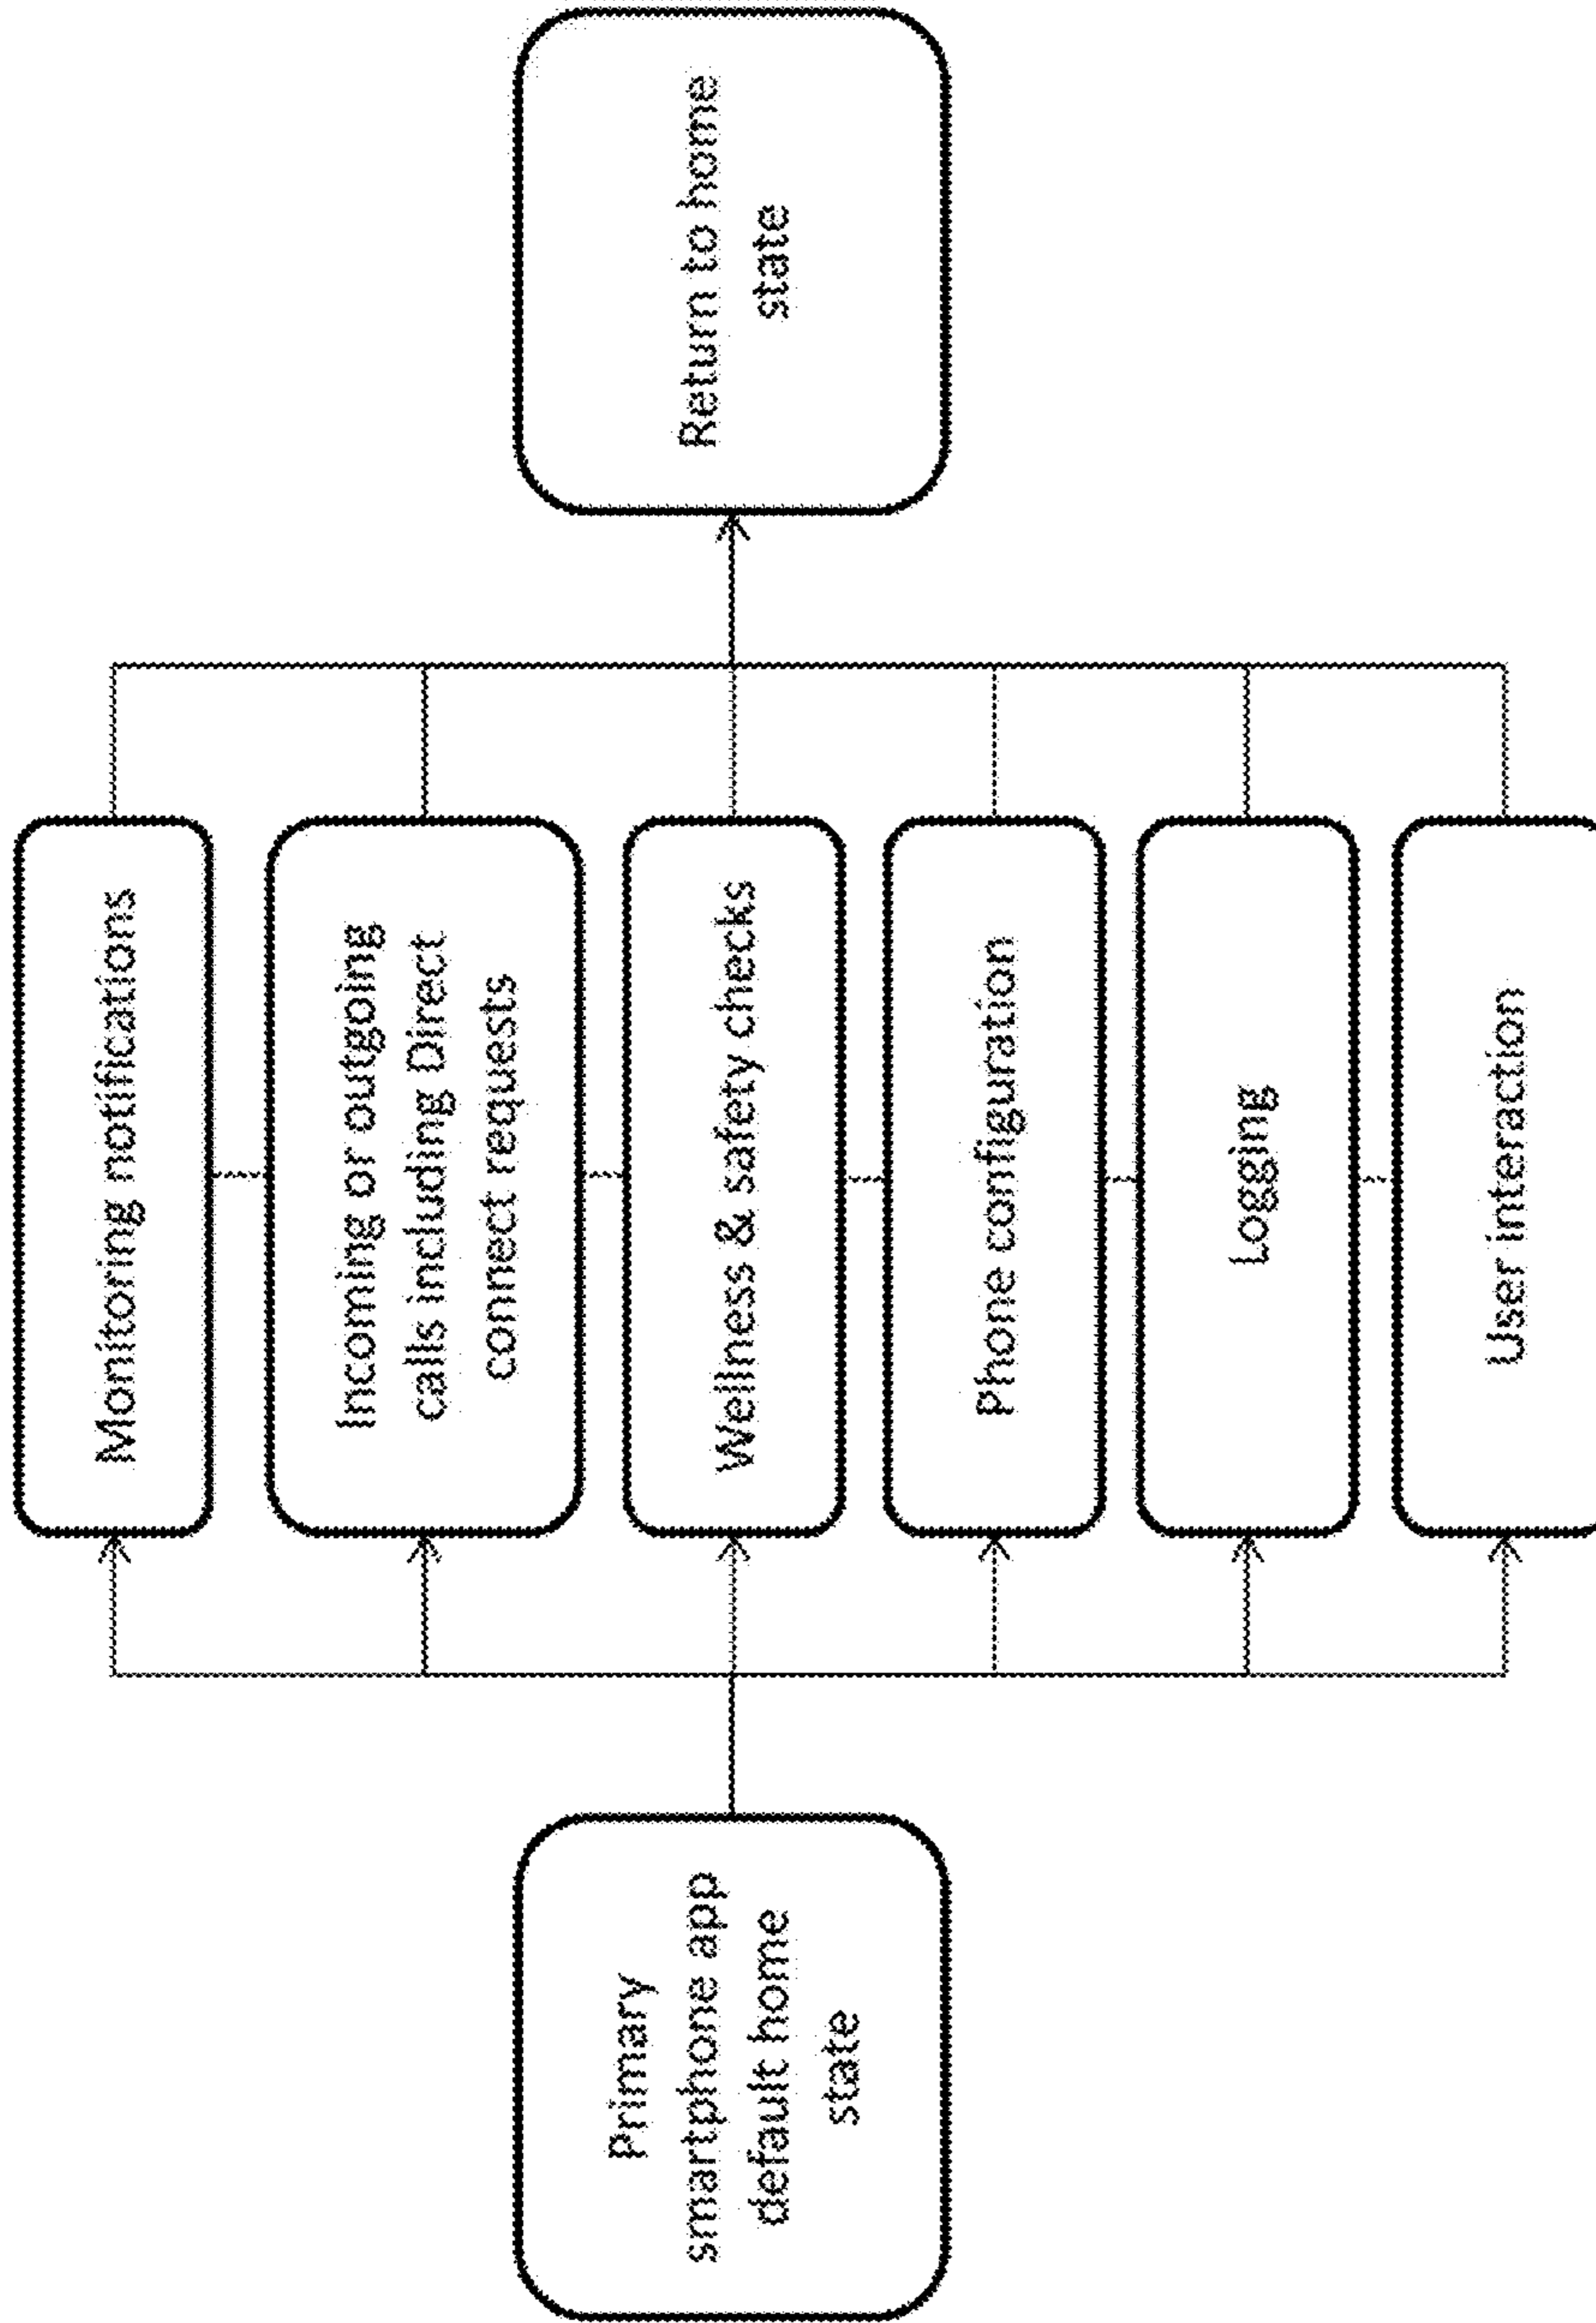 Primary
smartphone app
default home
state
Monitoring notifications
Incoming or outgoing
calls including Direct
connect requests
Wellness & safety checks
Phone configuration
Logging
User interaction
Return to home
state